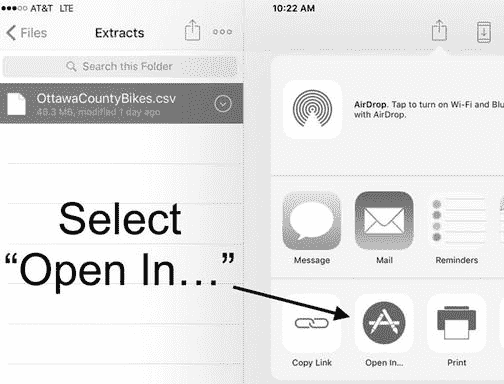 AT&T LTE
10:22 AM
Files
Extracts
Search this Folder
OttawaCountyBikes.csv
49.3 MB, modified 1 day ago
AirDrop. Tap to turn on Wi-Fi and Blu
with AirDrop.
Message
Mail
Reminders
Select
“Open In…”
Copy Link
Open In...
Print